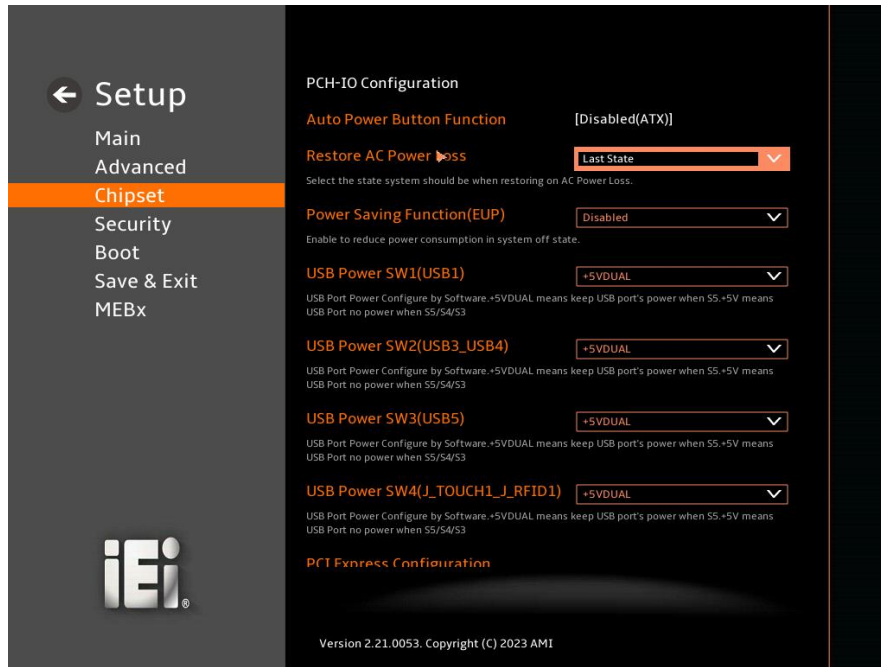 Setup
Main
Advanced
Chipset
Security
Boot
Save & Exit
MEBx
iEi®
PCH-IO Configuration
Auto Power Button Function [Disabled(ATX)]
Restore AC Power Loss Last State
Select the state system should be when restoring on AC Power Loss.
Power Saving Function(EUP) Disabled
Enable to reduce power consumption in system off state.
USB Power SW1(USB1) +5VDUAL
USB Port Power Configure by Software.+5VDUAL means keep USB port's power when S5.+5V means
USB Port no power when S5/S4/S3
USB Power SW2(USB3_USB4) +5VDUAL
USB Port Power Configure by Software.+5VDUAL means keep USB port's power when S5.+5V means
USB Port no power when S5/S4/S3
USB Power SW3(USB5) +5VDUAL
USB Port Power Configure by Software.+5VDUAL means keep USB port's power when S5.+5V means
USB Port no power when S5/S4/S3
USB Power SW4(J_TOUCH1_J_RFID1) +5VDUAL
USB Port Power Configure by Software.+5VDUAL means keep USB port's power when S5.+5V means
USB Port no power when S5/S4/S3
PCI Express Configuration
Version 2.21.0053. Copyright (C) 2023 AMI